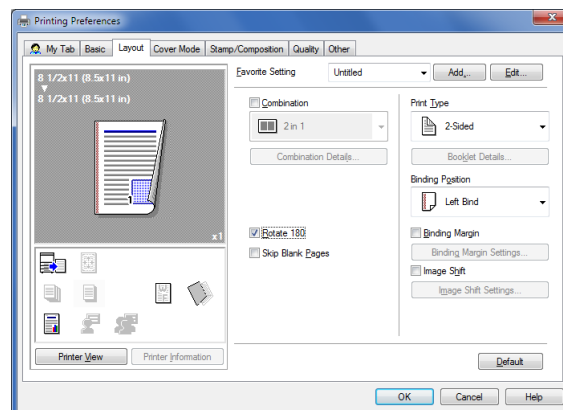 Printing Preferences
My Tab Basic Layout Cover Mode Stamp/Composition Quality Other
8 1/2x11 (8.5x11 in)
8 1/2x11 (8.5x11 in)
1
x1
Printer View Printer Information
Favorite Setting Untitled Add... Edit...
Combination
2 in 1
Combination Details...
Rotate 180
Skip Blank Pages
Print Type
2-Sided
Booklet Details...
Binding Position
Left Bind
Binding Margin
Binding Margin Settings...
Image Shift
Image Shift Settings...
Default
OK Cancel Help